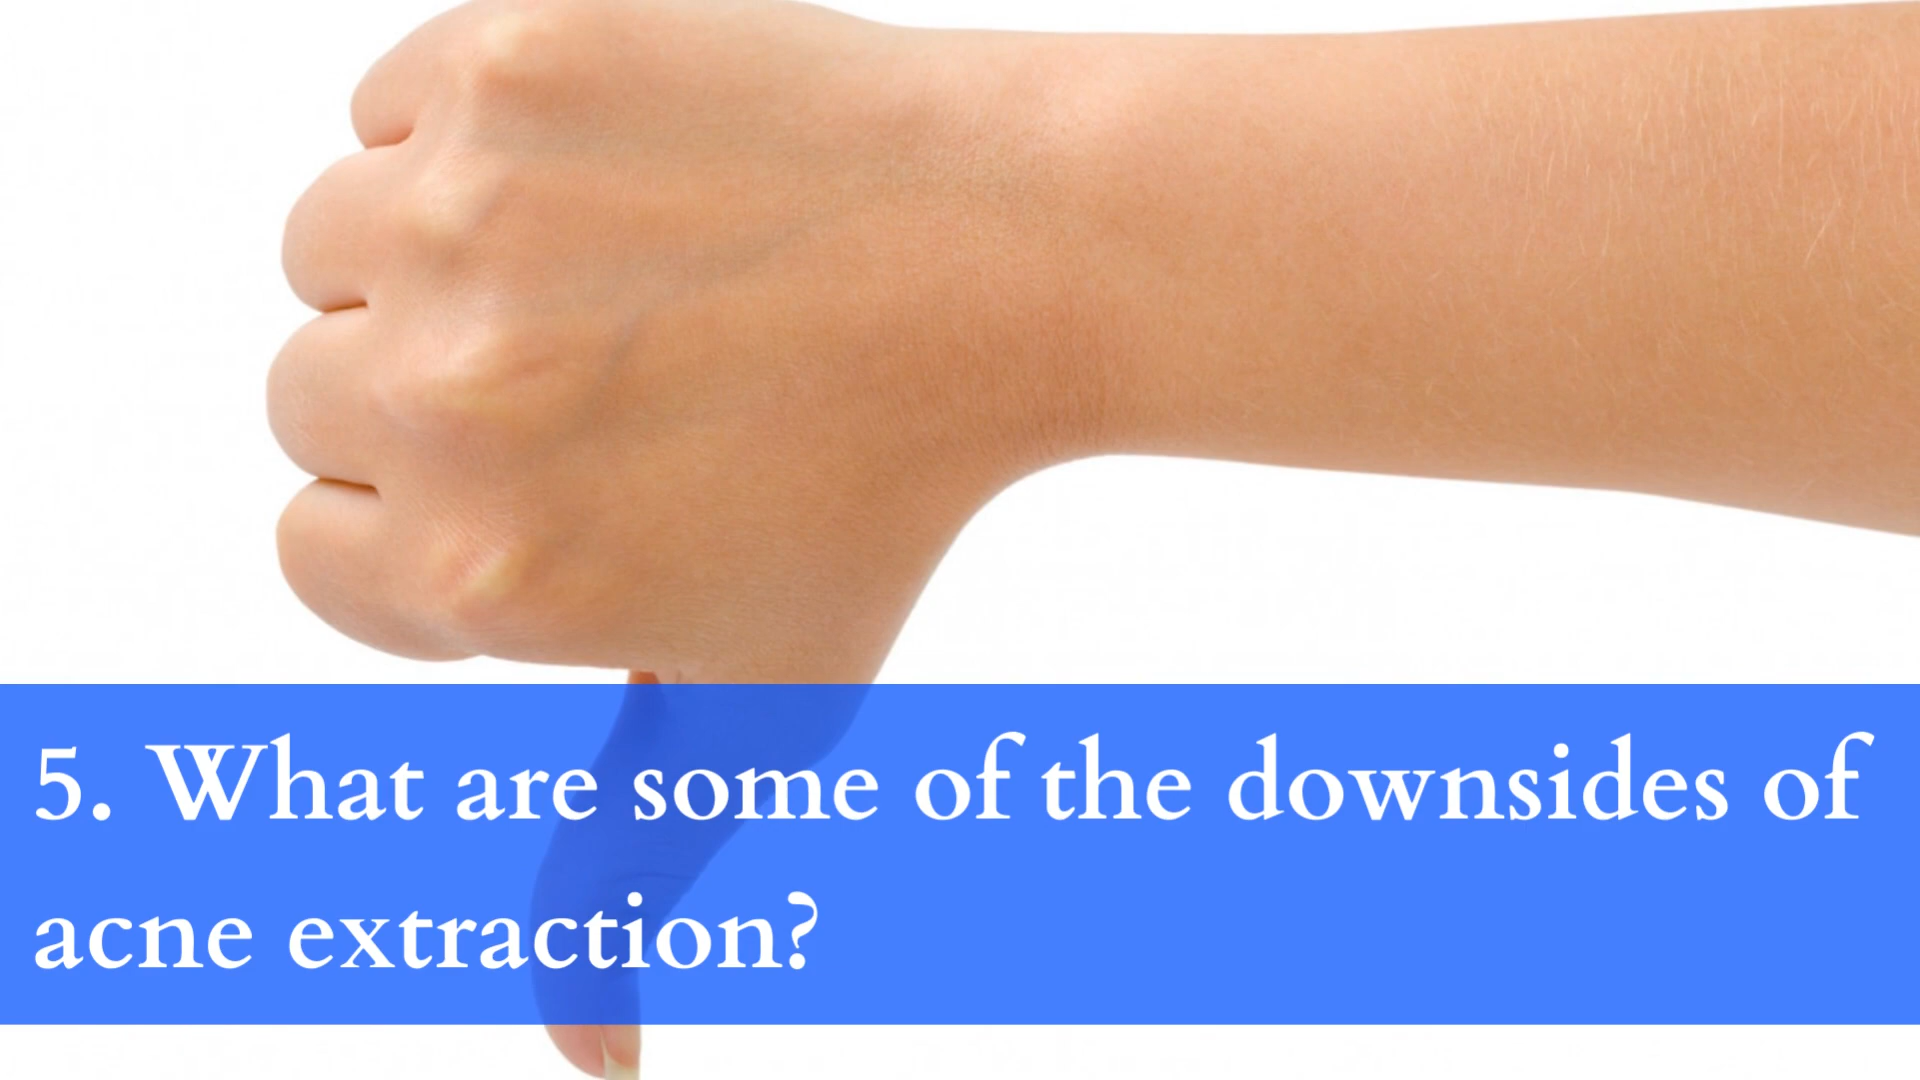 5. What are some of the downsides of
acne extraction?